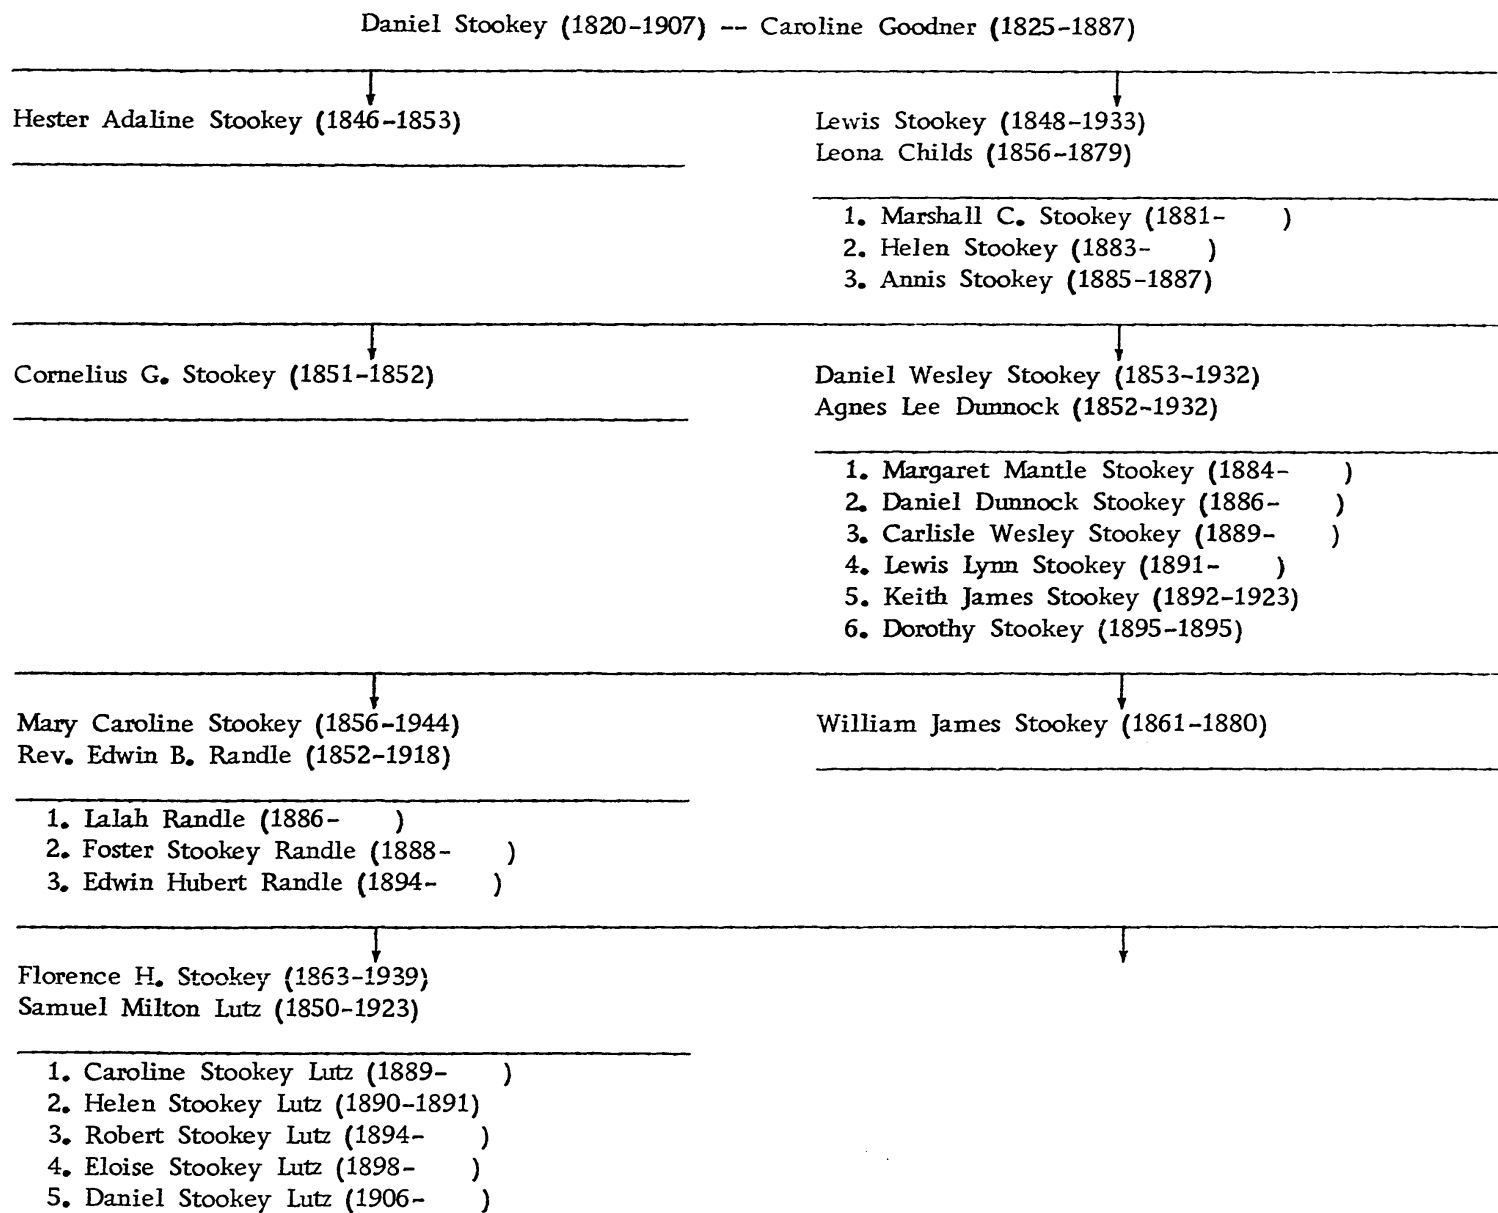 Daniel Stookey (1820-1907) -- Caroline Goodner (1825-1887)
Hester Adaline Stookey (1846-1853)
Lewis Stookey (1848-1933)
Leona Childs (1856-1879)
1. Marshall C. Stookey (1881- )
2. Helen Stookey (1883- )
3. Annis Stookey (1885-1887)
Cornelius G. Stookey (1851-1852)
Daniel Wesley Stookey (1853-1932)
Agnes Lee Dunnock (1852-1932)
1. Margaret Mantle Stookey (1884- )
2. Daniel Dunnock Stookey (1886- )
3. Carlisle Wesley Stookey (1889- )
4. Lewis Lynn Stookey (1891- )
5. Keith James Stookey (1892-1923)
6. Dorothy Stookey (1895-1895)
Mary Caroline Stookey (1856-1944)
Rev. Edwin B. Randle (1852-1918)
1. Lalah Randle (1886- )
2. Foster Stookey Randle (1888- )
3. Edwin Hubert Randle (1894- )
William James Stookey (1861-1880)
Florence H. Stookey (1863-1939)
Samuel Milton Lutz (1850-1923)
1. Caroline Stookey Lutz (1889- )
2. Helen Stookey Lutz (1890-1891)
3. Robert Stookey Lutz (1894- )
4. Eloise Stookey Lutz (1898- )
5. Daniel Stookey Lutz (1906- )